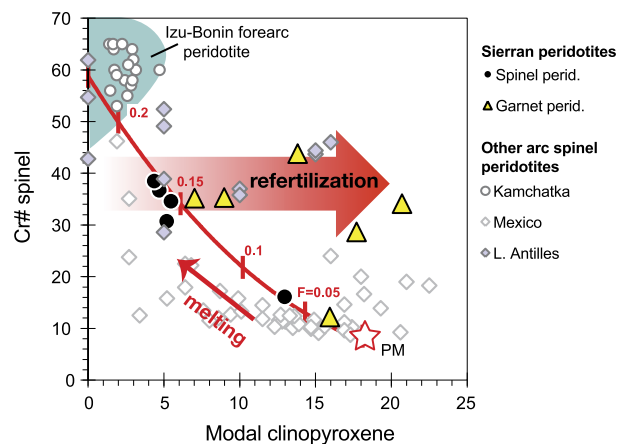 70
60
50
40
30
20
10
0
Cr# spinel
0
5
10
15
20
25
Modal clinopyroxene
Izu-Bonin forearc
peridotite
0.2
0.15
0.1
F=0.05
refertilization
melting
PM
Sierran peridotites
Spinel perid.
Garnet perid.
Other arc spinel
peridotites
Kamchatka
Mexico
L. Antilles